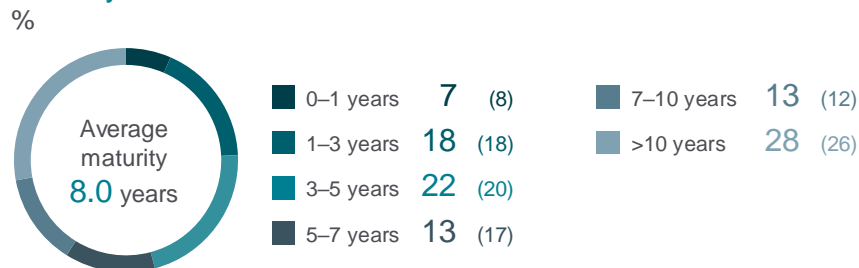 %
Average
maturity
8.0 years
0–1 years 7 (8)
1–3 years 18 (18)
3–5 years 22 (20)
5–7 years 13 (17)
7–10 years 13 (12)
>10 years 28 (26)